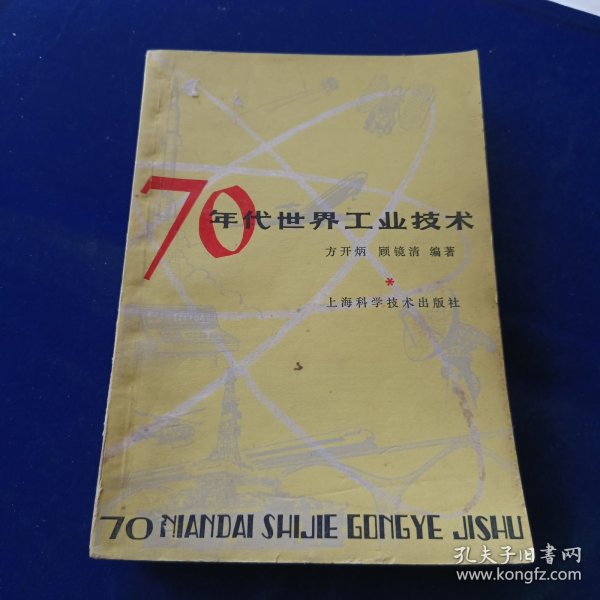 70年代世界工业技术
方开炳 顾镜清 编著
*
上海科学技术出版社
70 NIANDAI SHIJIE GONGYE JISHU
孔夫子旧书网
www.kongfz.com